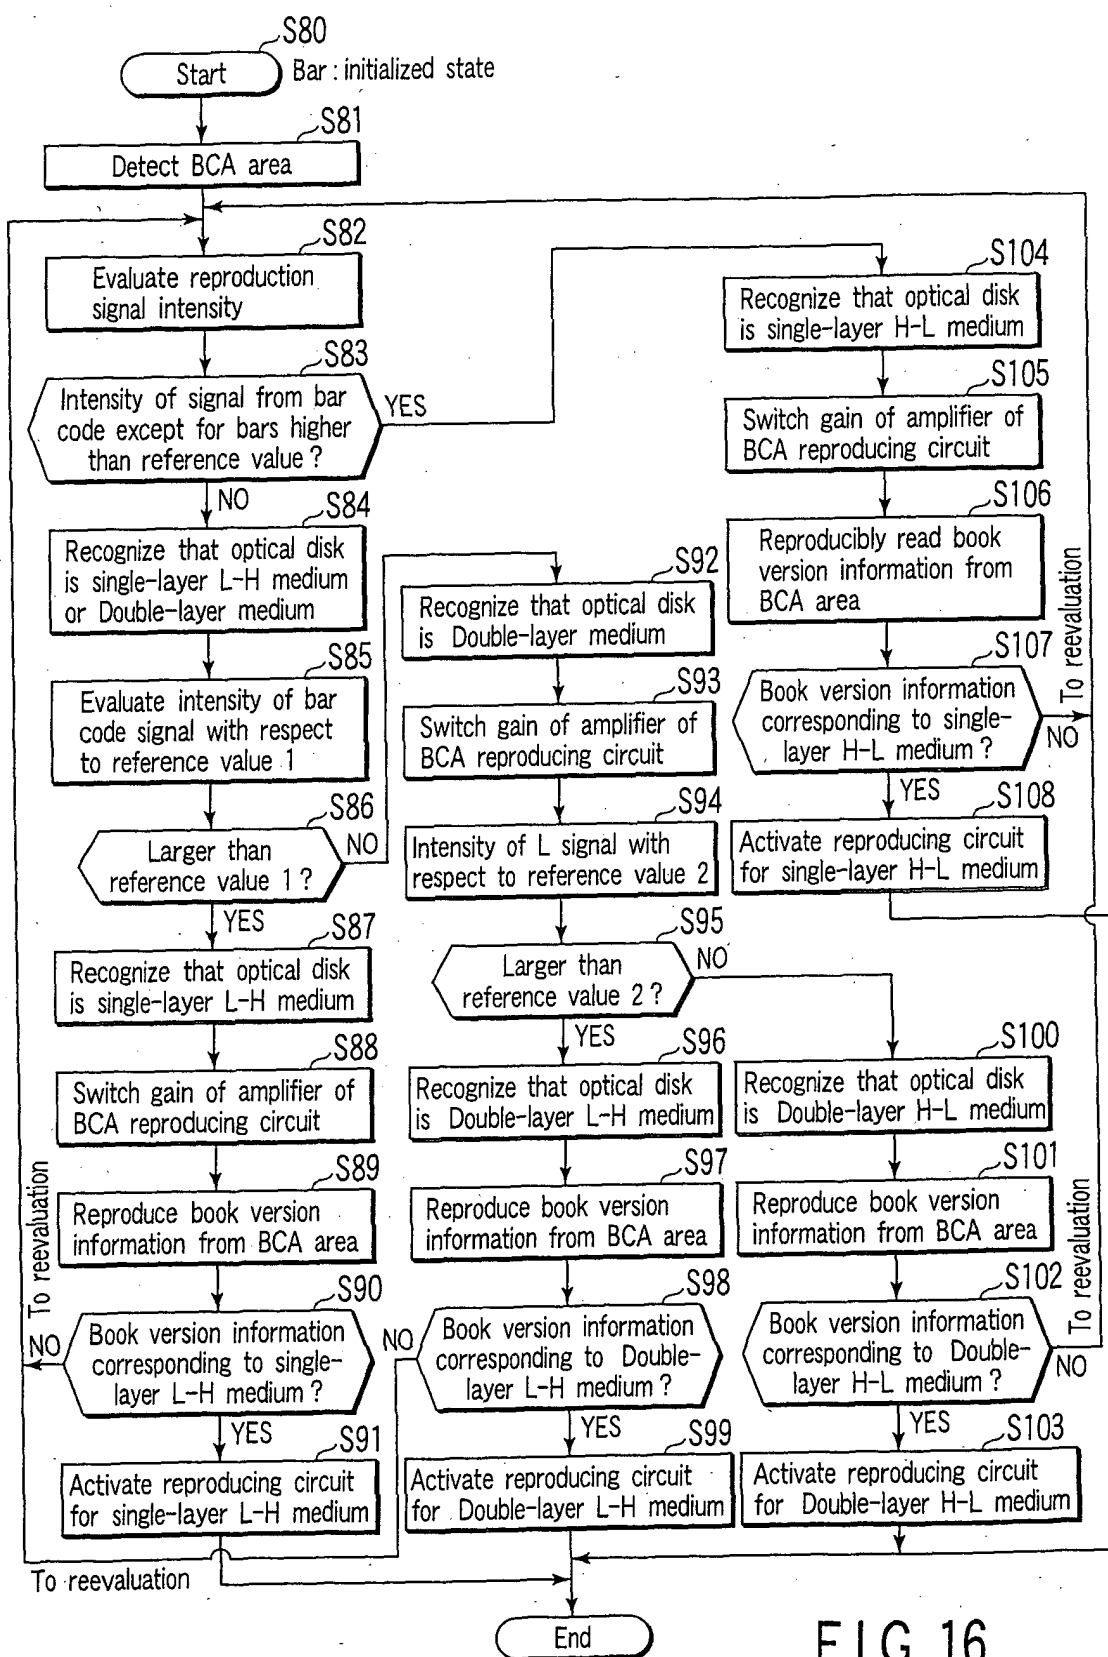 S80
Start
Bar : initialized state
S81
Detect BCA area
S82
Evaluate reproduction
signal intensity
S83
Intensity of signal from bar
code except for bars higher
than reference value ?
YES
NO
S84
Recognize that optical disk
is single-layer L-H medium
or Double-layer medium
S85
Evaluate intensity of bar
code signal with respect
to reference value 1
S86
Larger than
reference value 1 ?
NO
YES
S87
Recognize that optical disk
is single-layer L-H medium
S88
Switch gain of amplifier of
BCA reproducing circuit
S89
Reproduce book version
information from BCA area
S90
Book version information
corresponding to single-
layer L-H medium ?
NO
To reevaluation
YES
S91
Activate reproducing circuit
for single-layer L-H medium
To reevaluation
S92
Recognize that optical disk
is Double-layer medium
S93
Switch gain of amplifier of
BCA reproducing circuit
S94
Intensity of L signal with
respect to reference value 2
S95
Larger than
reference value 2 ?
NO
YES
S96
Recognize that optical disk
is Double-layer L-H medium
S97
Reproduce book version
information from BCA area
S98
Book version information
corresponding to Double-
layer L-H medium ?
NO
YES
S99
Activate reproducing circuit
for Double-layer L-H medium
S104
Recognize that optical disk
is single-layer H-L medium
S105
Switch gain of amplifier of
BCA reproducing circuit
S106
Reproducibly read book
version information from
BCA area
S107
Book version information
corresponding to single-
layer H-L medium ?
NO
To reevaluation
YES
S108
Activate reproducing circuit
for single-layer H-L medium
S100
Recognize that optical disk
is Double-layer H-L medium
S101
Reproduce book version
information from BCA area
S102
Book version information
corresponding to Double-
layer H-L medium ?
NO
To reevaluation
YES
S103
Activate reproducing circuit
for Double-layer H-L medium
End
FIG. 16